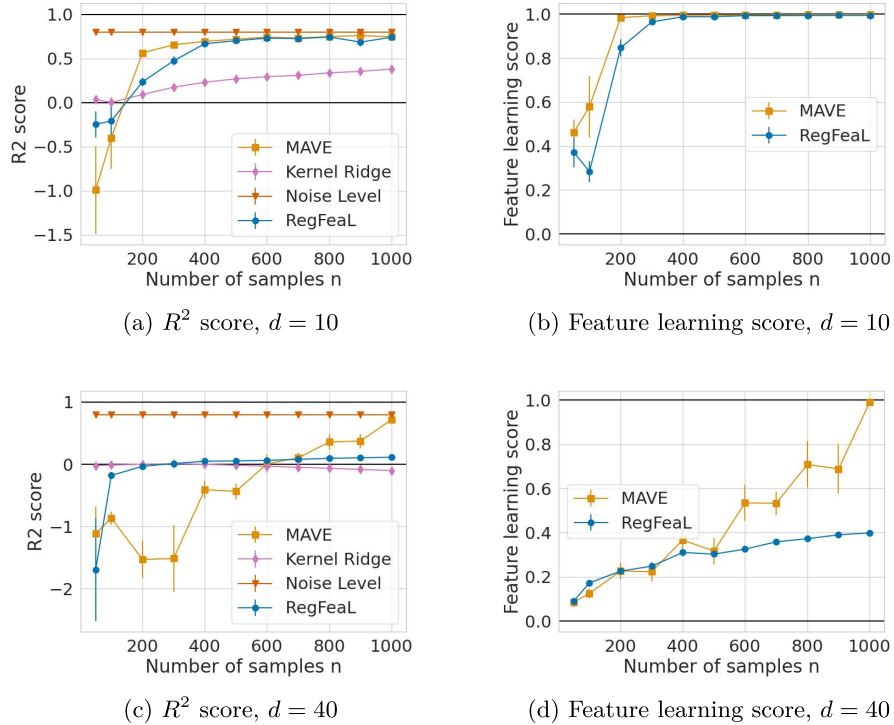 1.0
0.5
0.0
−0.5
−1.0
−1.5
R2 score
MAVE
Kernel Ridge
Noise Level
RegFeaL
200 400 600 800 1000
Number of samples n
(a) R² score, d = 10
1.0
0.8
0.6
0.4
0.2
0.0
Feature learning score
MAVE
RegFeaL
200 400 600 800 1000
Number of samples n
(b) Feature learning score, d = 10
1
0
−1
−2
R2 score
MAVE
Kernel Ridge
Noise Level
RegFeaL
200 400 600 800 1000
Number of samples n
(c) R² score, d = 40
1.0
0.8
0.6
0.4
0.2
0.0
Feature learning score
MAVE
RegFeaL
200 400 600 800 1000
Number of samples n
(d) Feature learning score, d = 40